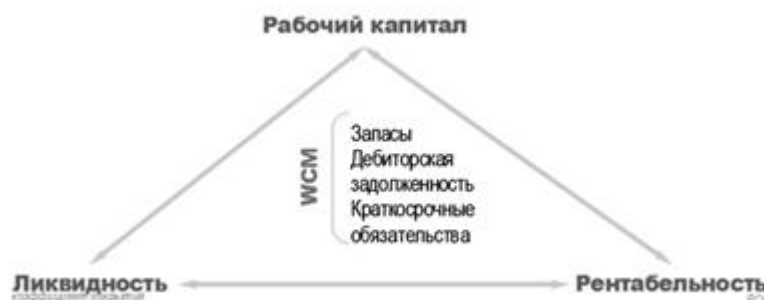 Рабочий капитал
WCM
Запасы
Дебиторская
задолженность
Краткосрочные
обязательства
Ликвидность
Рентабельность